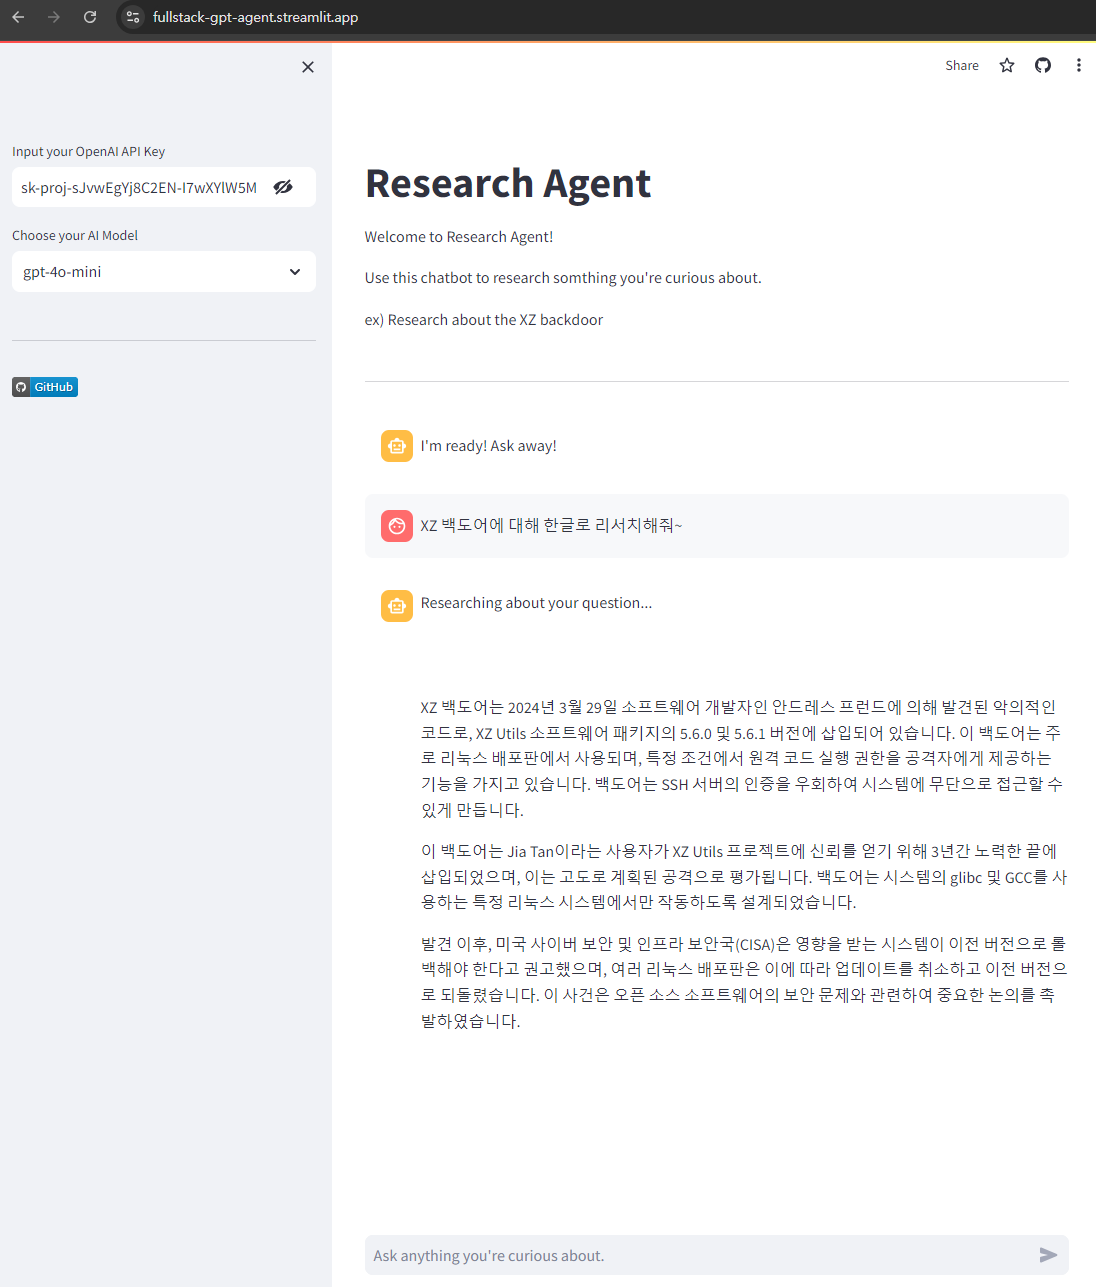 fullstack-gpt-agent.streamlit.app
Share
Input your OpenAI API Key
sk-proj-sJvwEgYj8C2EN-I7wXYlW5M
Choose your AI Model
gpt-4o-mini
GitHub
Research Agent
Welcome to Research Agent!
Use this chatbot to research somthing you're curious about.
ex) Research about the XZ backdoor
I'm ready! Ask away!
XZ 백도어에 대해 한글로 리서치해줘~
Researching about your question...
XZ 백도어는 2024년 3월 29일 소프트웨어 개발자인 안드레스 프런드에 의해 발견된 악의적인
코드로, XZ Utils 소프트웨어 패키지의 5.6.0 및 5.6.1 버전에 삽입되어 있습니다. 이 백도어는 주
로 리눅스 배포판에서 사용되며, 특정 조건에서 원격 코드 실행 권한을 공격자에게 제공하는
기능을 가지고 있습니다. 백도어는 SSH 서버의 인증을 우회하여 시스템에 무단으로 접근할 수
있게 만듭니다.
이 백도어는 Jia Tan이라는 사용자가 XZ Utils 프로젝트에 신뢰를 얻기 위해 3년간 노력한 끝에
삽입되었으며, 이는 고도로 계획된 공격으로 평가됩니다. 백도어는 시스템의 glibc 및 GCC를 사
용하는 특정 리눅스 시스템에서만 작동하도록 설계되었습니다.
발견 이후, 미국 사이버 보안 및 인프라 보안국(CISA)은 영향을 받는 시스템이 이전 버전으로 롤
백해야 한다고 권고했으며, 여러 리눅스 배포판은 이에 따라 업데이트를 취소하고 이전 버전으
로 되돌렸습니다. 이 사건은 오픈 소스 소프트웨어의 보안 문제와 관련하여 중요한 논의를 촉
발하였습니다.
Ask anything you're curious about.